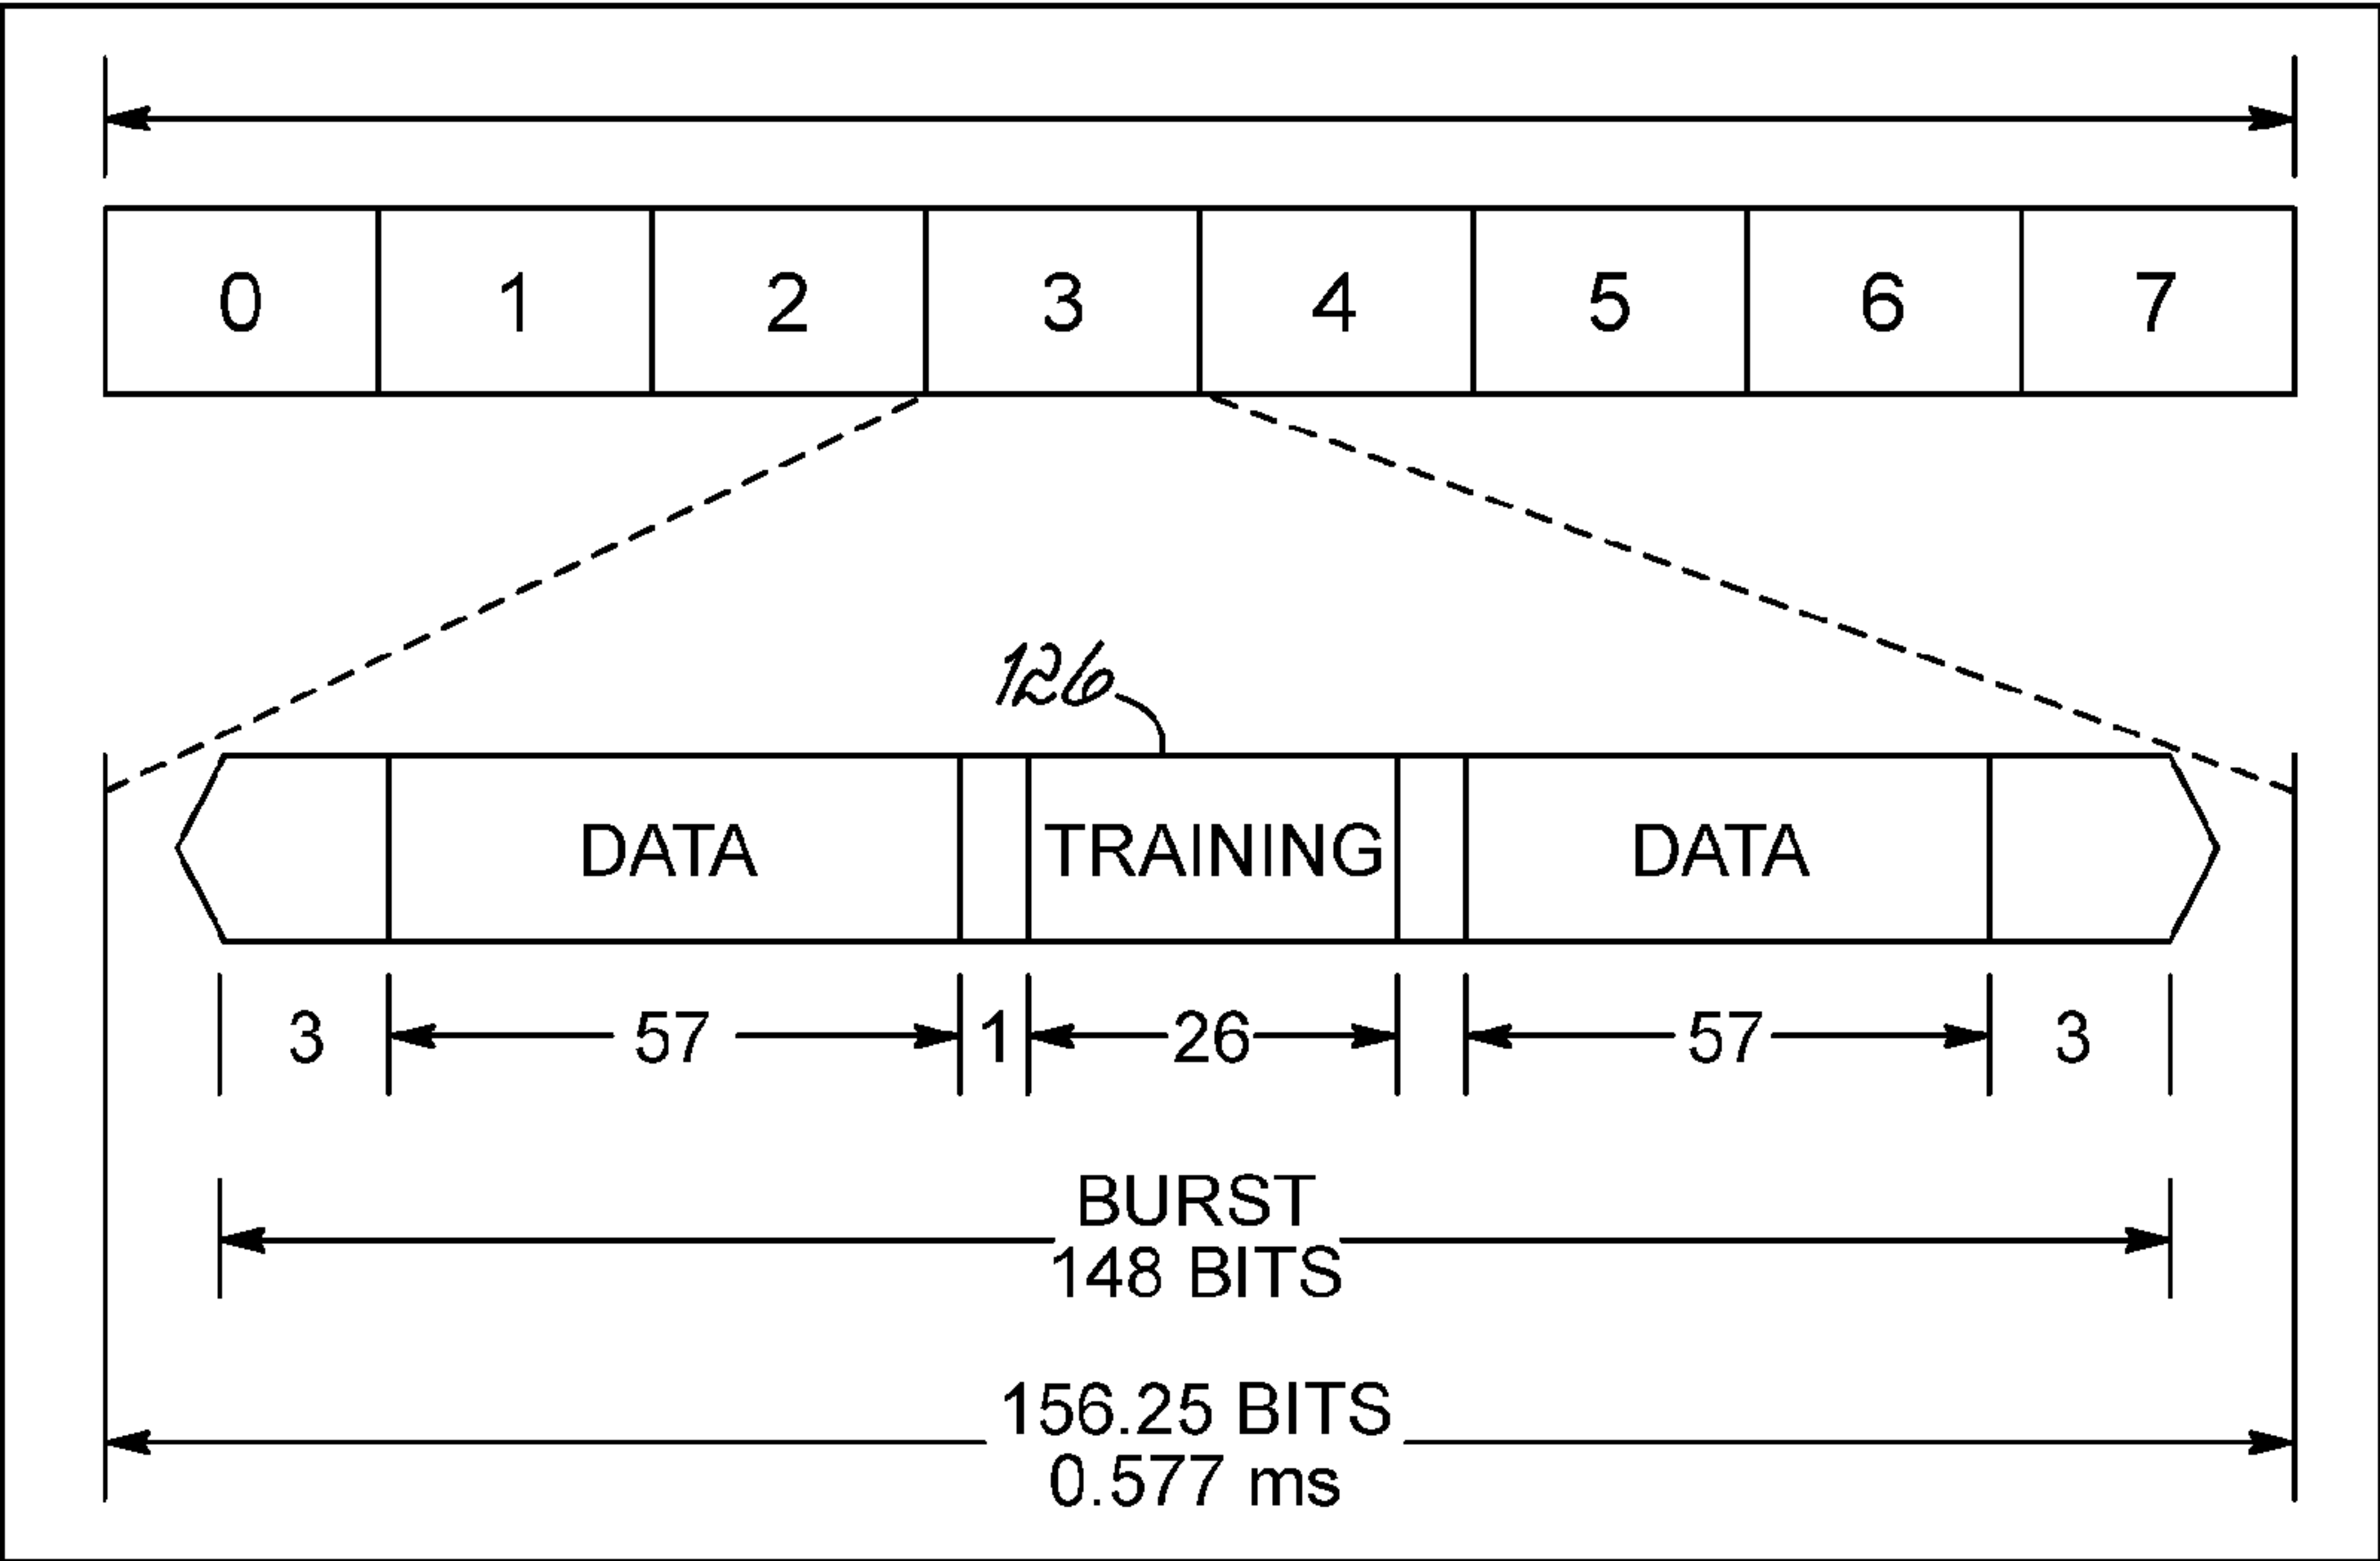 0 1 2 3 4 5 6 7
126
DATA TRAINING DATA
3 57 1 26 57 3
BURST
148 BITS
156.25 BITS
0.577 ms